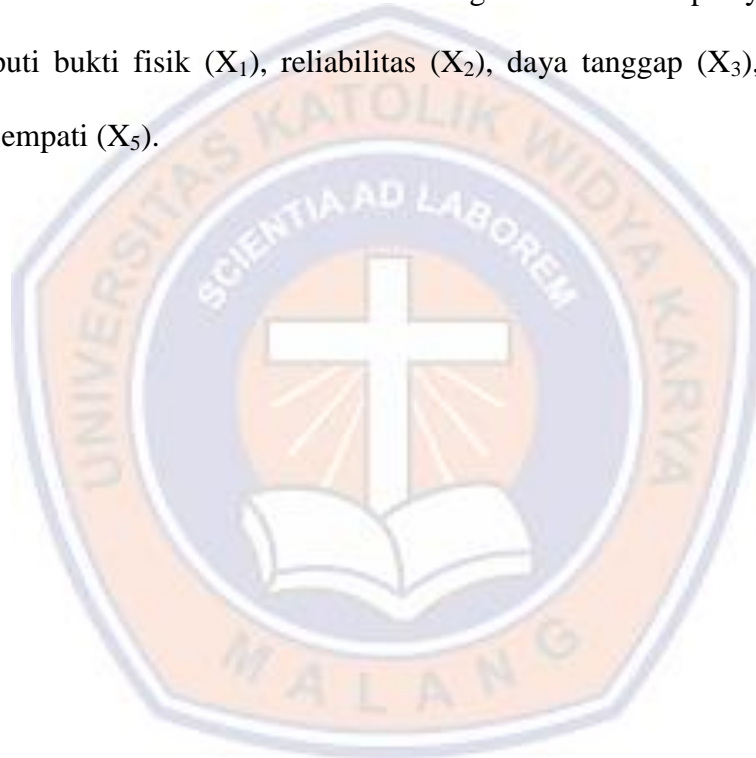 buti bukti fisik (X₁), reliabilitas (X₂), daya tanggap (X₃),
empati (X₅).
UNIVERSITAS KATOLIK WIDYA KARYA
SCIENTIA AD LABOREM
MALANG